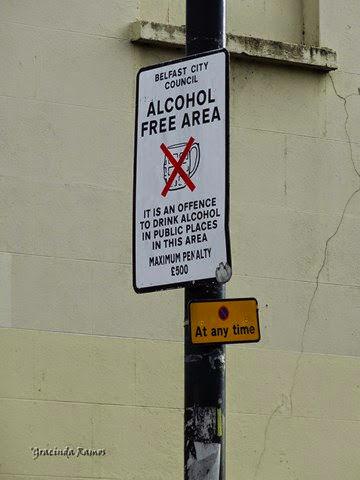 BELFAST CITY
COUNCIL
ALCOHOL
FREE AREA
IT IS AN OFFENCE
TO DRINK ALCOHOL
IN PUBLIC PLACES
IN THIS AREA
MAXIMUM PENALTY
£500
At any time
Gracinda Ramos